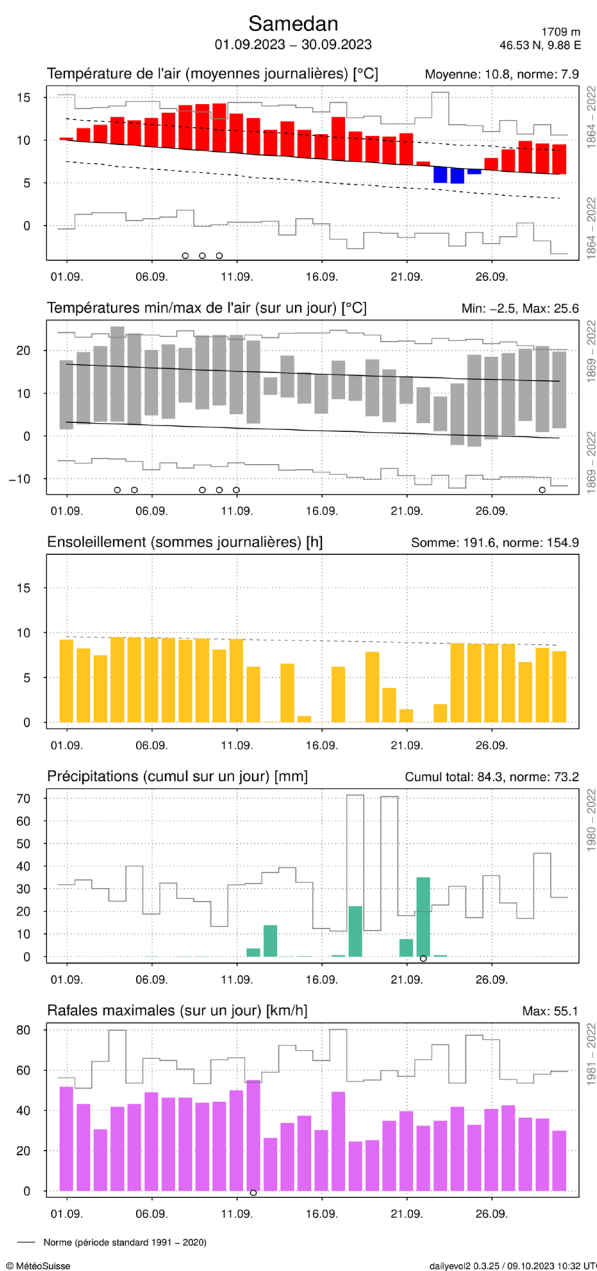 Samedan
01.09.2023 – 30.09.2023
1709 m
46.53 N, 9.88 E
Température de l'air (moyennes journalières) [°C]
Moyenne: 10.8, norme: 7.9
15
10
5
0
1864 – 2022
1864 – 2022
01.09.
06.09.
11.09.
16.09.
21.09.
26.09.
Températures min/max de l'air (sur un jour) [°C]
Min: −2.5, Max: 25.6
20
10
0
−10
1869 – 2022
1869 – 2022
01.09.
06.09.
11.09.
16.09.
21.09.
26.09.
Ensoleillement (sommes journalières) [h]
Somme: 191.6, norme: 154.9
15
10
5
0
01.09.
06.09.
11.09.
16.09.
21.09.
26.09.
Précipitations (cumul sur un jour) [mm]
Cumul total: 84.3, norme: 73.2
70
60
50
40
30
20
10
0
1980 – 2022
01.09.
06.09.
11.09.
16.09.
21.09.
26.09.
Rafales maximales (sur un jour) [km/h]
Max: 55.1
80
60
40
20
0
1981 – 2022
01.09.
06.09.
11.09.
16.09.
21.09.
26.09.
Norme (période standard 1991 – 2020)
© MétéoSuisse
dailyevol2 0.3.25 / 09.10.2023 10:32 UTC